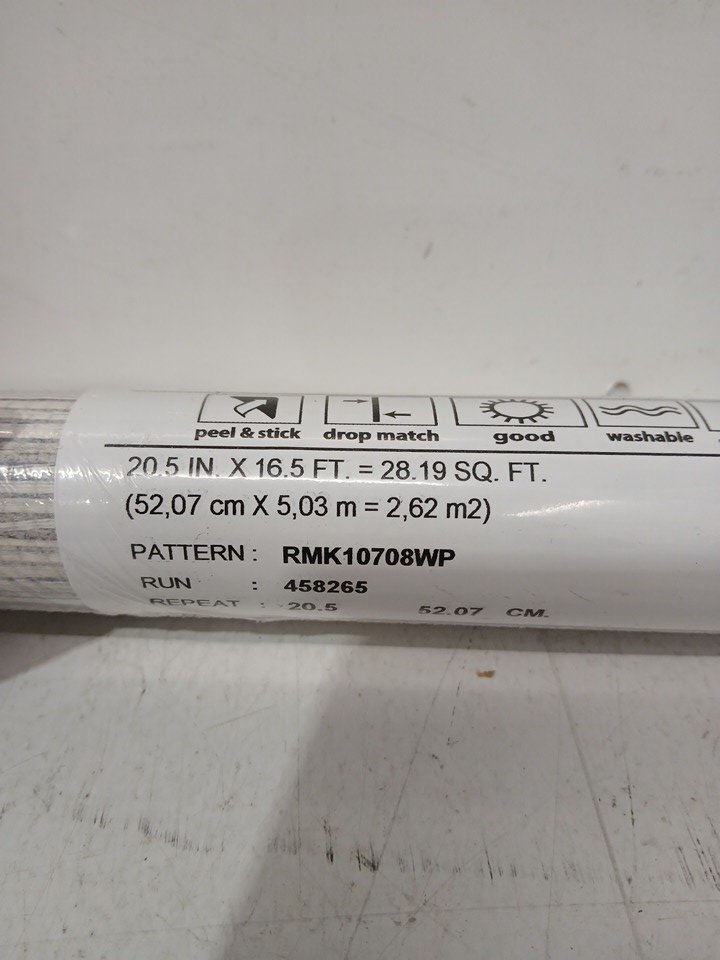 peel & stick drop match good washable
20.5 IN. X 16.5 FT. = 28.19 SQ. FT.
(52,07 cm X 5,03 m = 2,62 m2)
PATTERN : RMK10708WP
RUN : 458265
REPEAT : 20.5 52.07 CM.